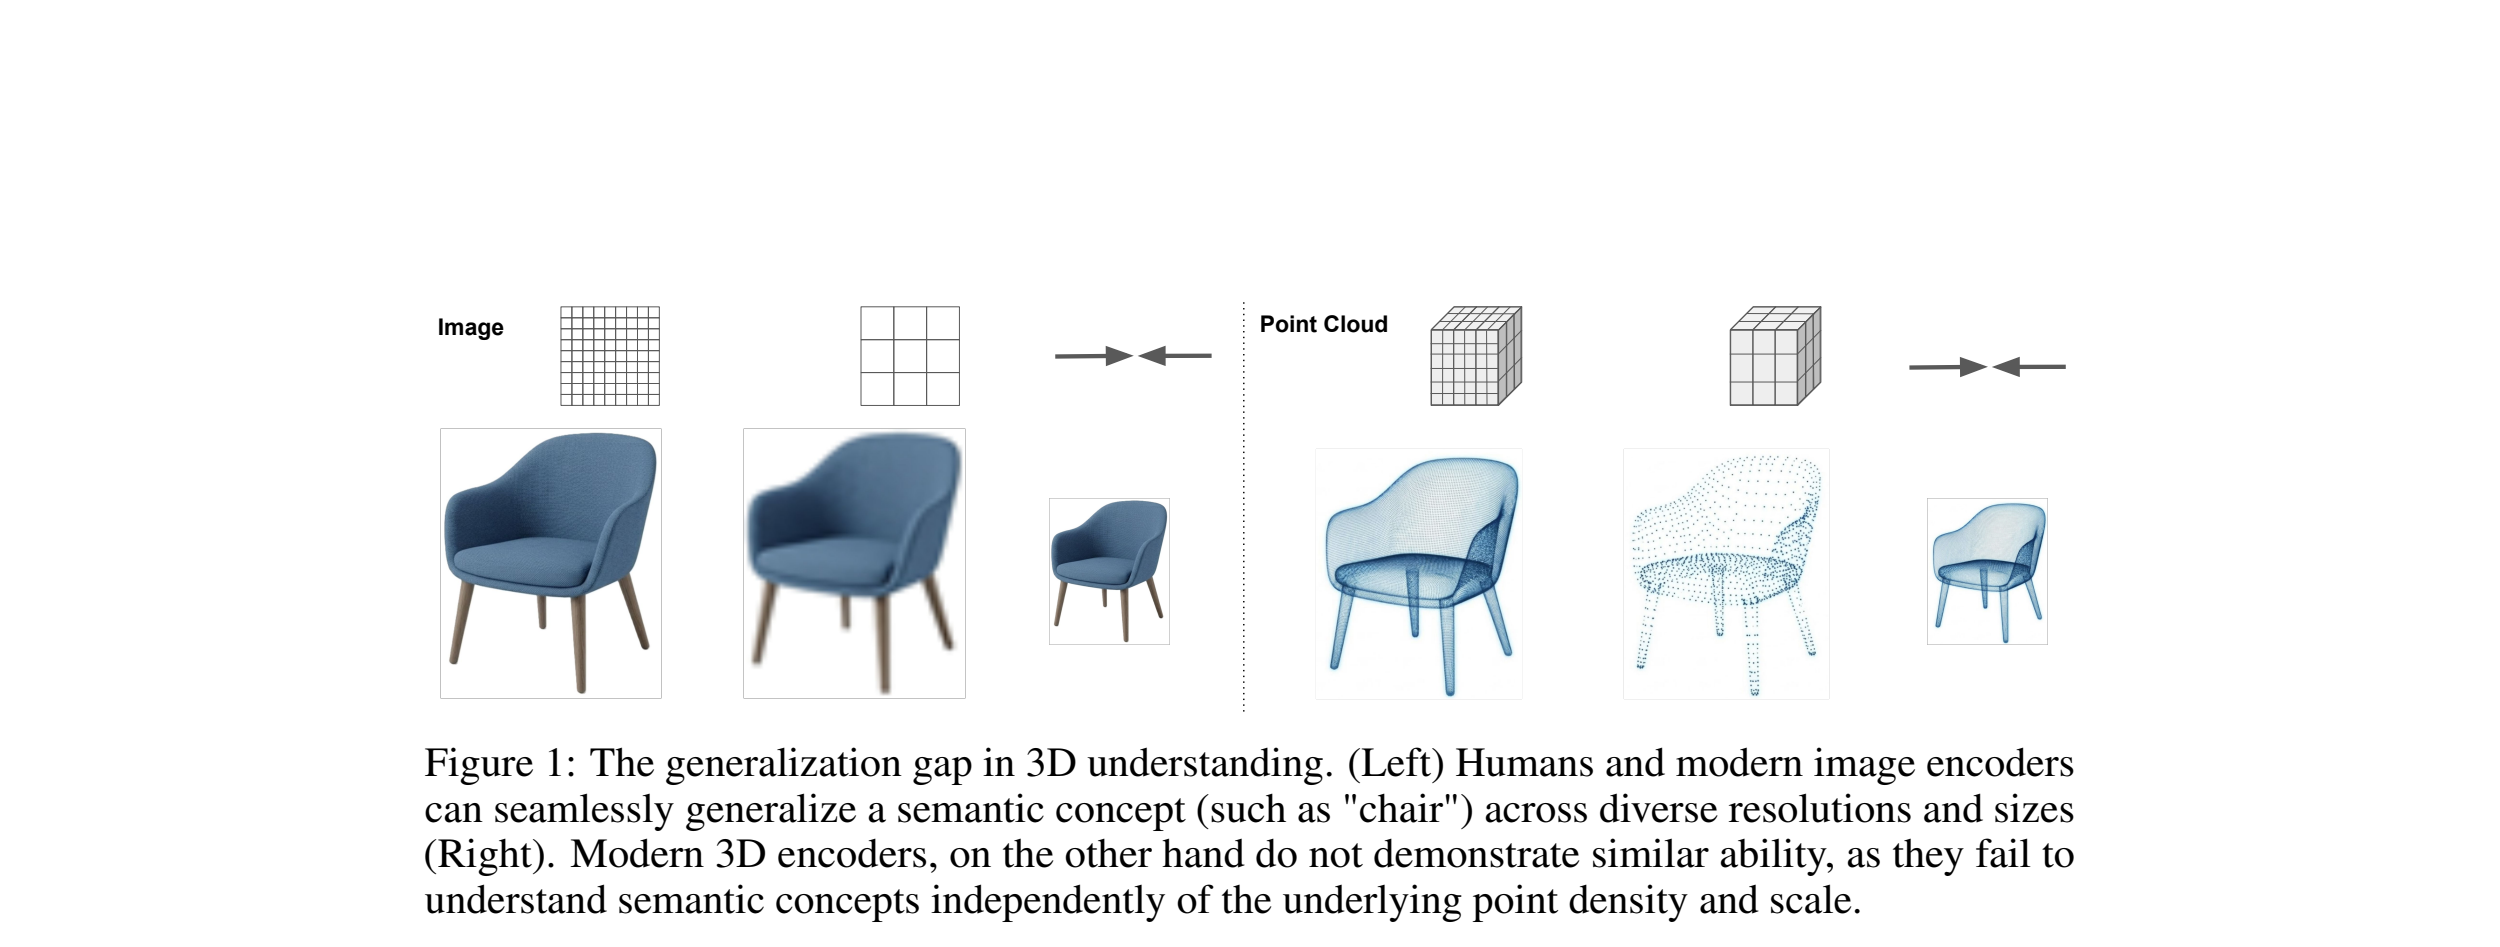 Image
Point Cloud
Figure 1: The generalization gap in 3D understanding. (Left) Humans and modern image encoders
can seamlessly generalize a semantic concept (such as "chair") across diverse resolutions and sizes
(Right). Modern 3D encoders, on the other hand do not demonstrate similar ability, as they fail to
understand semantic concepts independently of the underlying point density and scale.